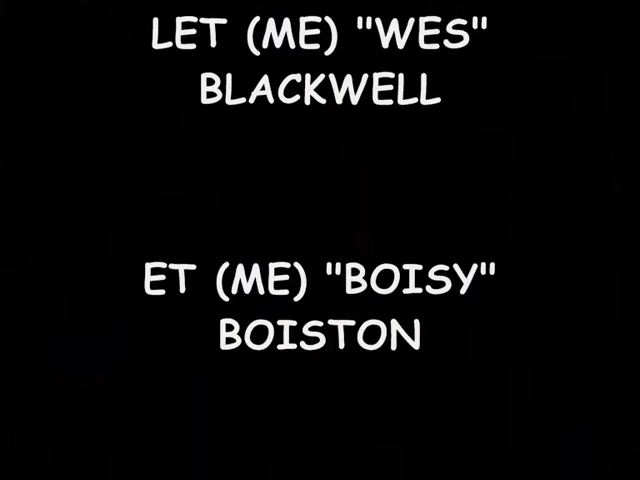 LET (ME) "WES"
BLACKWELL
ET (ME) "BOISY"
BOISTON